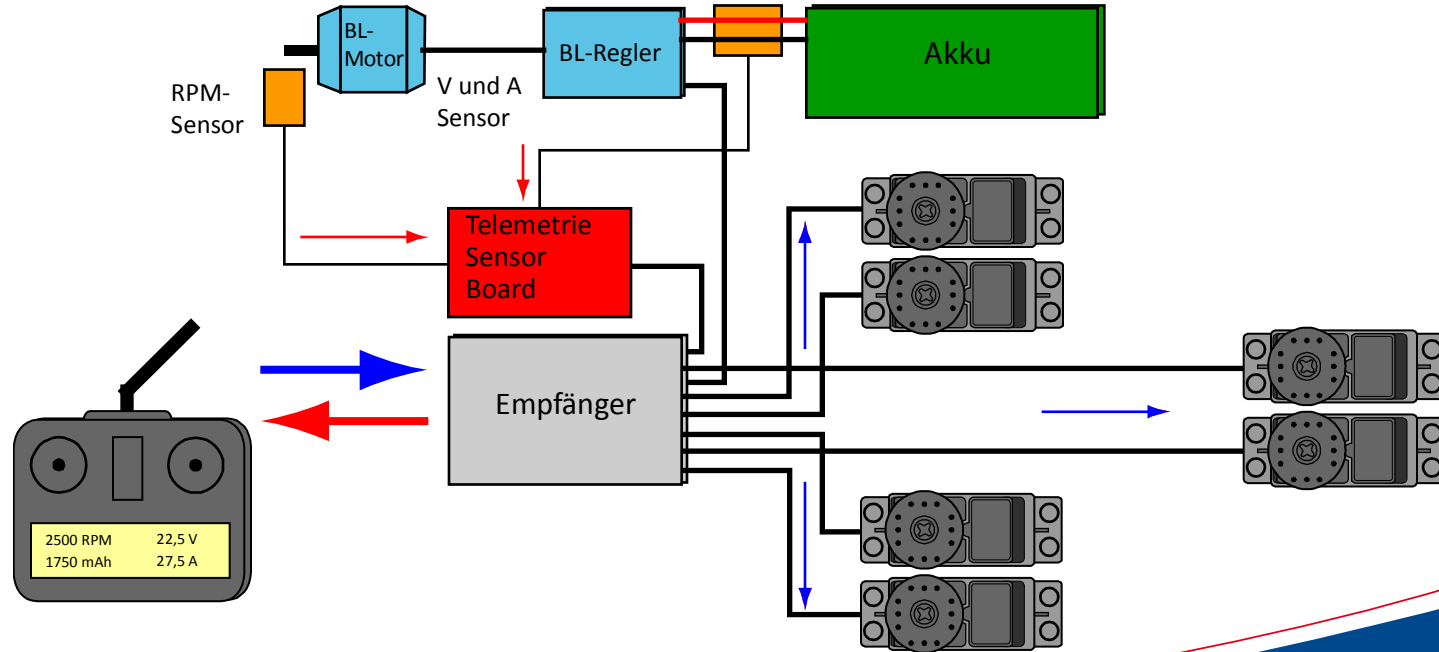 BL-
Motor
BL-Regler
Akku
RPM-
Sensor
V und A
Sensor
Telemetrie
Sensor
Board
Empfänger
2500 RPM 22,5 V
1750 mAh 27,5 A